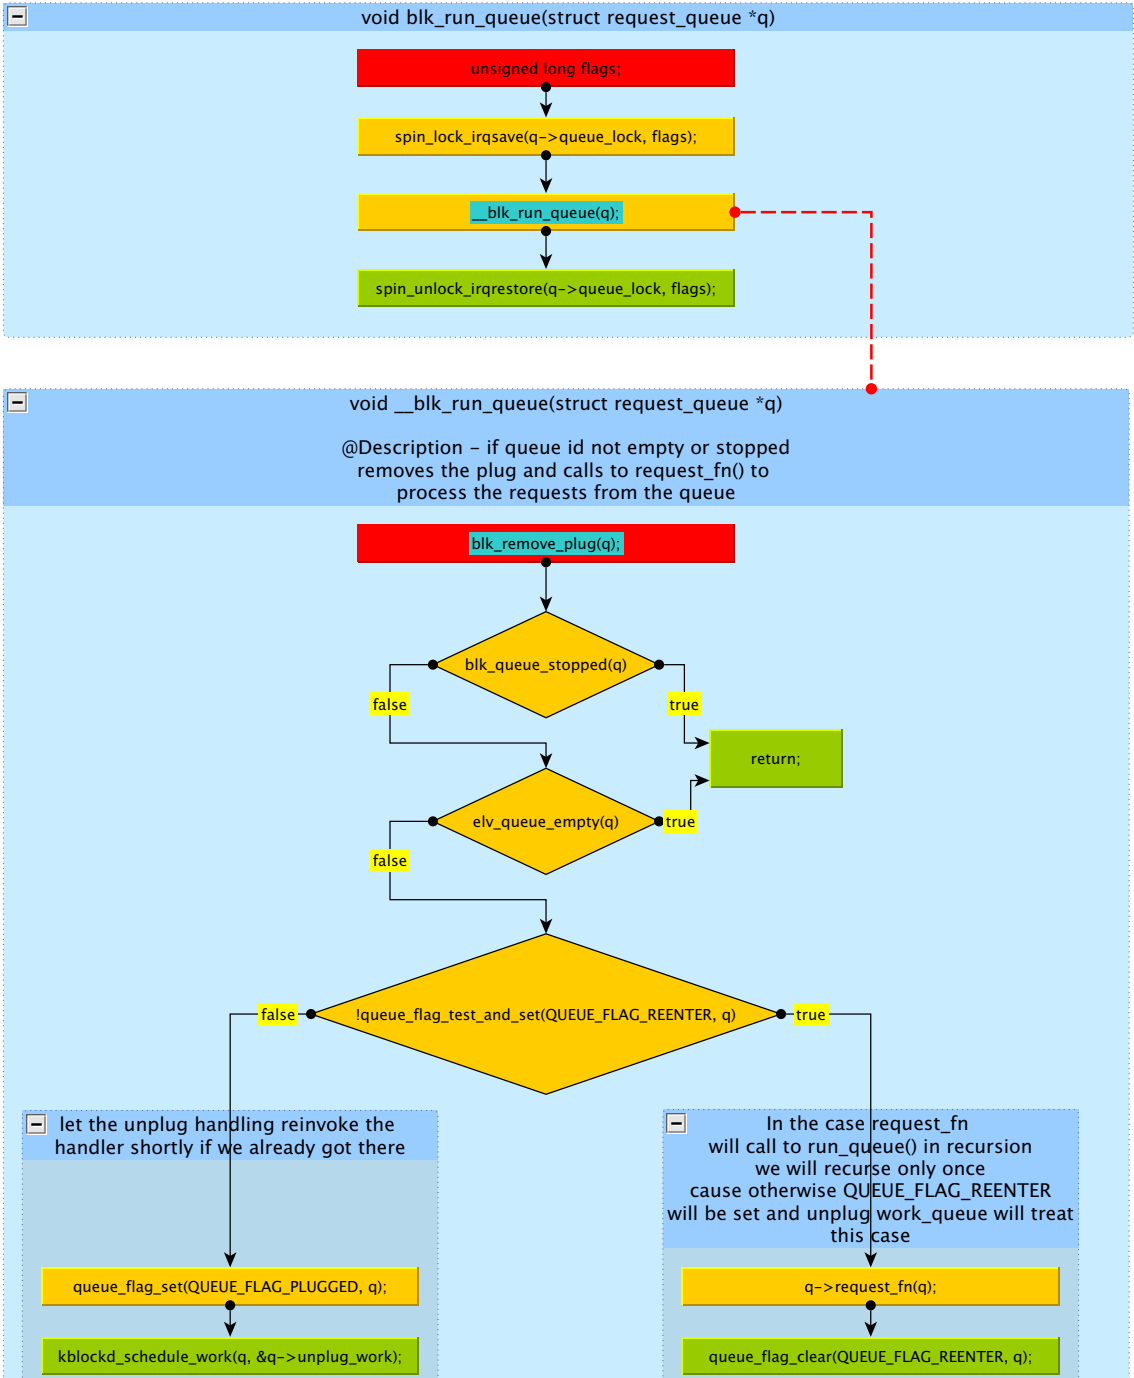 void blk_run_queue(struct request_queue *q)
unsigned long flags;
spin_lock_irqsave(q->queue_lock, flags);
__blk_run_queue(q);
spin_unlock_irqrestore(q->queue_lock, flags);
void __blk_run_queue(struct request_queue *q)
@Description - if queue id not empty or stopped
removes the plug and calls to request_fn() to
process the requests from the queue
blk_remove_plug(q);
blk_queue_stopped(q)
false
true
return;
elv_queue_empty(q)
true
false
!queue_flag_test_and_set(QUEUE_FLAG_REENTER, q)
false
true
let the unplug handling reinvoke the
handler shortly if we already got there
queue_flag_set(QUEUE_FLAG_PLUGGED, q);
kblockd_schedule_work(q, &q->unplug_work);
In the case request_fn
will call to run_queue() in recursion
we will recurse only once
cause otherwise QUEUE_FLAG_REENTER
will be set and unplug work_queue will treat
this case
q->request_fn(q);
queue_flag_clear(QUEUE_FLAG_REENTER, q);